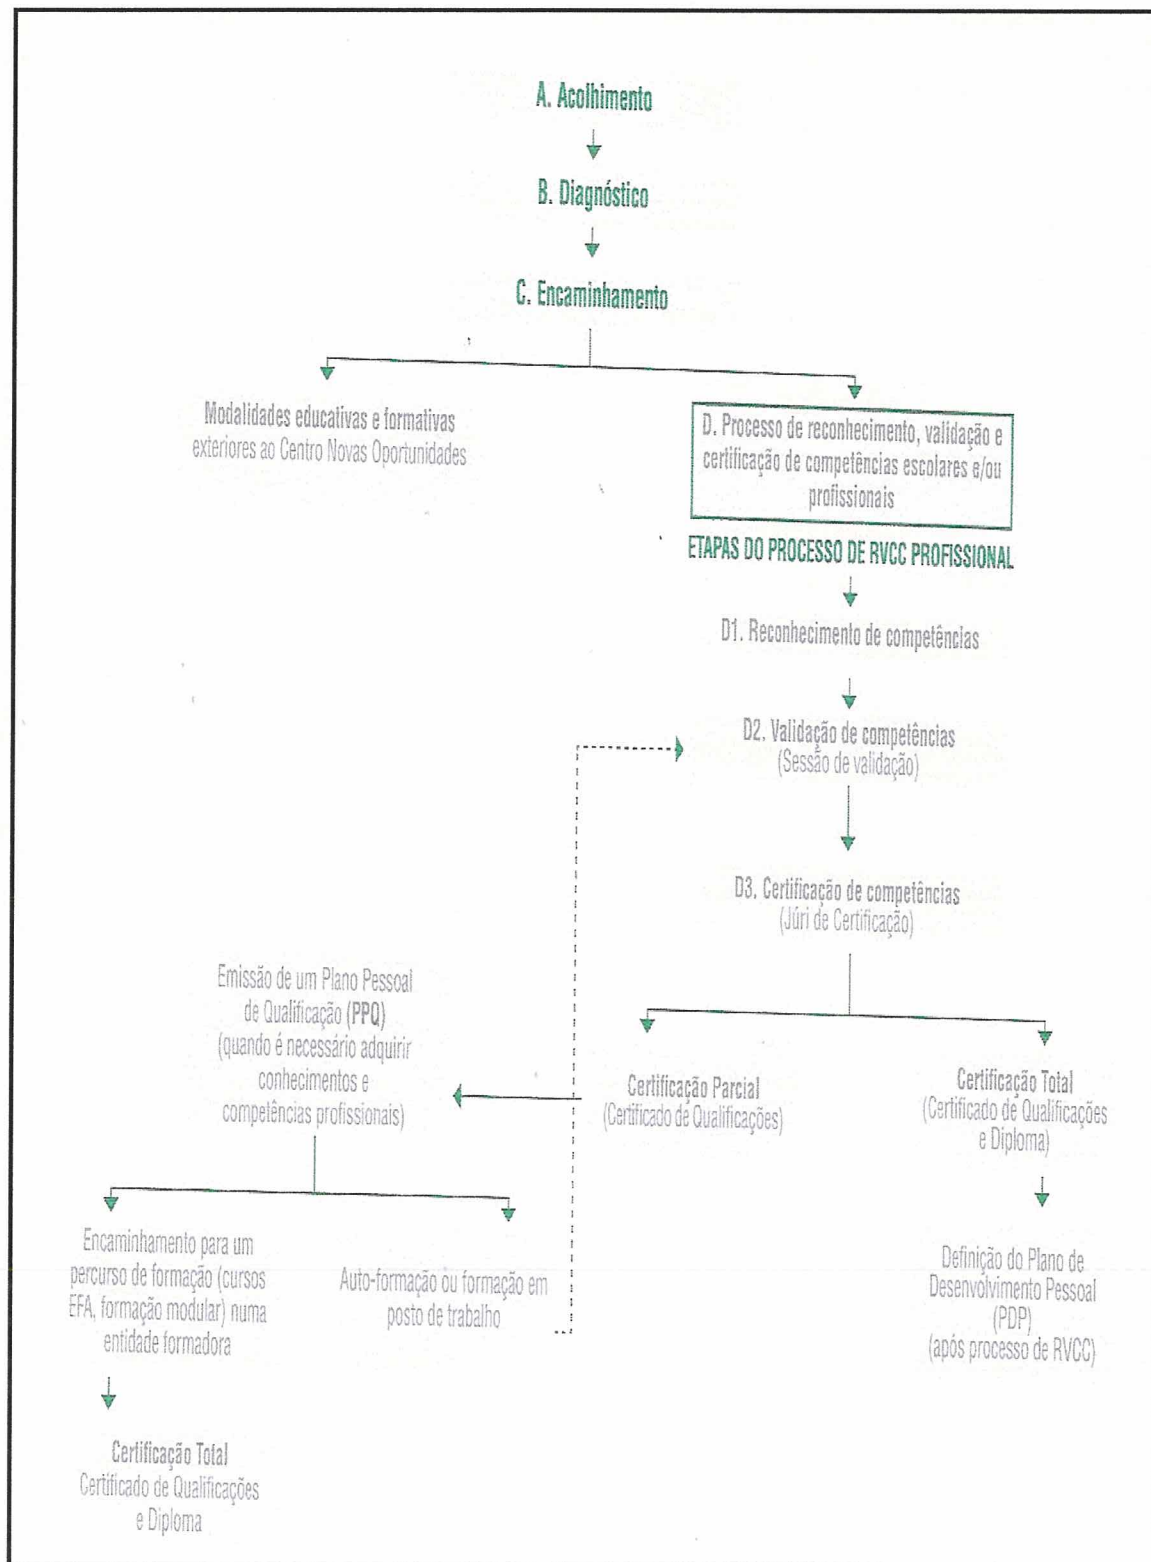 A. Acolhimento
B. Diagnóstico
C. Encaminhamento
Modalidades educativas e formativas
exteriores ao Centro Novas Oportunidades
D. Processo de reconhecimento, validação e
certificação de competências escolares e/ou
profissionais
ETAPAS DO PROCESSO DE RVCC PROFISSIONAL
D1. Reconhecimento de competências
D2. Validação de competências
(Sessão de validação)
D3. Certificação de competências
(Júri de Certificação)
Emissão de um Plano Pessoal
de Qualificação (PPQ)
(quando é necessário adquirir
conhecimentos e
competências profissionais)
Certificação Parcial
(Certificado de Qualificações)
Certificação Total
(Certificado de Qualificações
e Diploma)
Encaminhamento para um
percurso de formação (cursos
EFA, formação modular) numa
entidade formadora
Auto-formação ou formação em
posto de trabalho
Definição do Plano de
Desenvolvimento Pessoal
(PDP)
(após processo de RVCC)
Certificação Total
Certificado de Qualificações
e Diploma